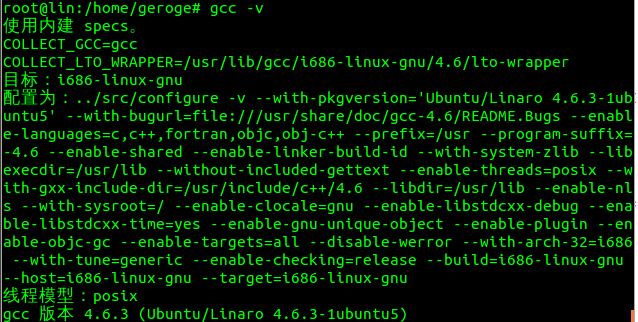 root@lin:/home/geroge# gcc -v
使用内建 specs。
COLLECT_GCC=gcc
COLLECT_LTO_WRAPPER=/usr/lib/gcc/i686-linux-gnu/4.6/lto-wrapper
目标：i686-linux-gnu
配置为：../src/configure -v --with-pkgversion='Ubuntu/Linaro 4.6.3-1ub
untu5' --with-bugurl=file:///usr/share/doc/gcc-4.6/README.Bugs --enabl
e-languages=c,c++,fortran,objc,obj-c++ --prefix=/usr --program-suffix=
-4.6 --enable-shared --enable-linker-build-id --with-system-zlib --lib
execdir=/usr/lib --without-included-gettext --enable-threads=posix --w
ith-gxx-include-dir=/usr/include/c++/4.6 --libdir=/usr/lib --enable-nl
s --with-sysroot=/ --enable-clocale=gnu --enable-libstdcxx-debug --ena
ble-libstdcxx-time=yes --enable-gnu-unique-object --enable-plugin --en
able-objc-gc --enable-targets=all --disable-werror --with-arch-32=i686
 --with-tune=generic --enable-checking=release --build=i686-linux-gnu
--host=i686-linux-gnu --target=i686-linux-gnu
线程模型：posix
gcc 版本 4.6.3 (Ubuntu/Linaro 4.6.3-1ubuntu5)